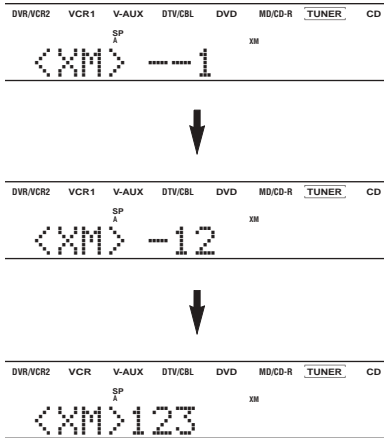 DVR/VCR2 VCR1 V-AUX DTV/CBL DVD MD/CD-R TUNER CD
SP
A XM
<XM> --1
DVR/VCR2 VCR1 V-AUX DTV/CBL DVD MD/CD-R TUNER CD
SP
A XM
<XM> -12
DVR/VCR2 VCR V-AUX DTV/CBL DVD MD/CD-R TUNER CD
SP
A XM
<XM>123